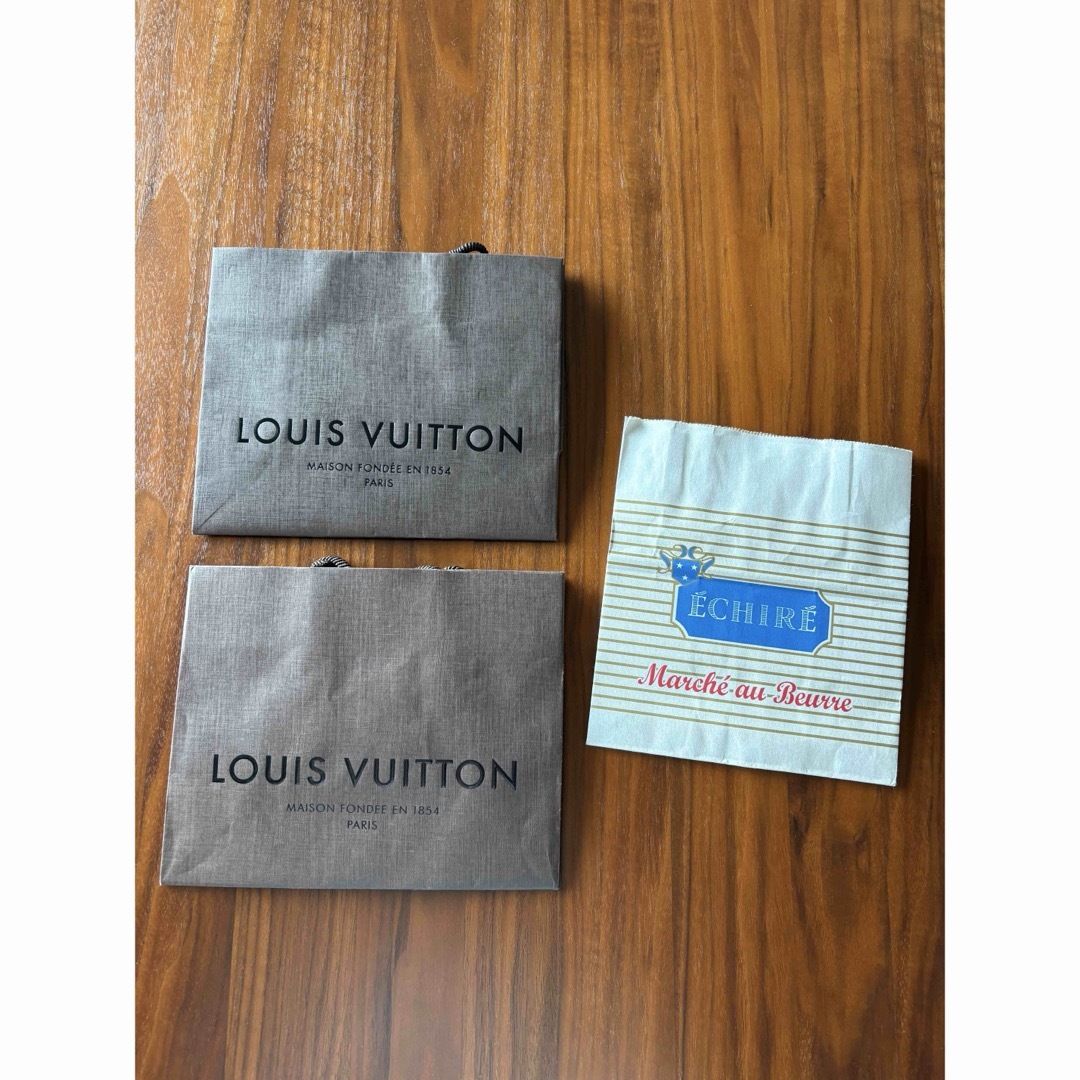 LOUIS VUITTON
MAISON FONDÉE EN 1854
PARIS
LOUIS VUITTON
MAISON FONDÉE EN 1854
PARIS
ÉCHIRÉ
Marché au Beurre